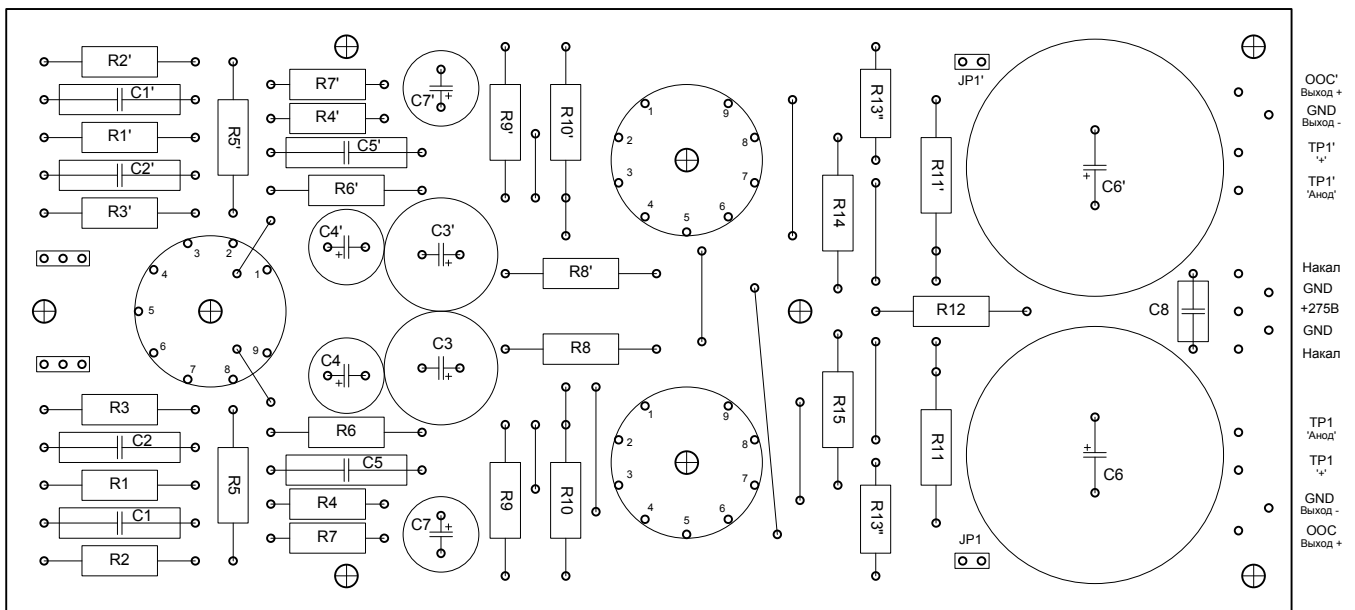 R2'
C1'
R1'
C2'
R3'
R5'
R7'
R4'
C5'
R6'
C7'
R9'
R10'
C4'
C3'
R8'
1
2
3
4
5
6
7
8
9
R14
R13"
R11'
JP1'
C6'
OOC'
Выход +
GND
Выход -
TP1'
'+'
TP1'
'Анод'
3
2
4
1
5
6
9
7
8
R12
C8
Накал
GND
+275В
GND
Накал
C4
C3
R8
R3
C2
R1
C1
R2
R5
R6
C5
R4
R7
C7
R9
R10
1
2
3
4
5
6
7
8
9
R15
R13"
R11
JP1
C6
TP1
'Анод'
TP1
'+'
GND
Выход -
OOC
Выход +